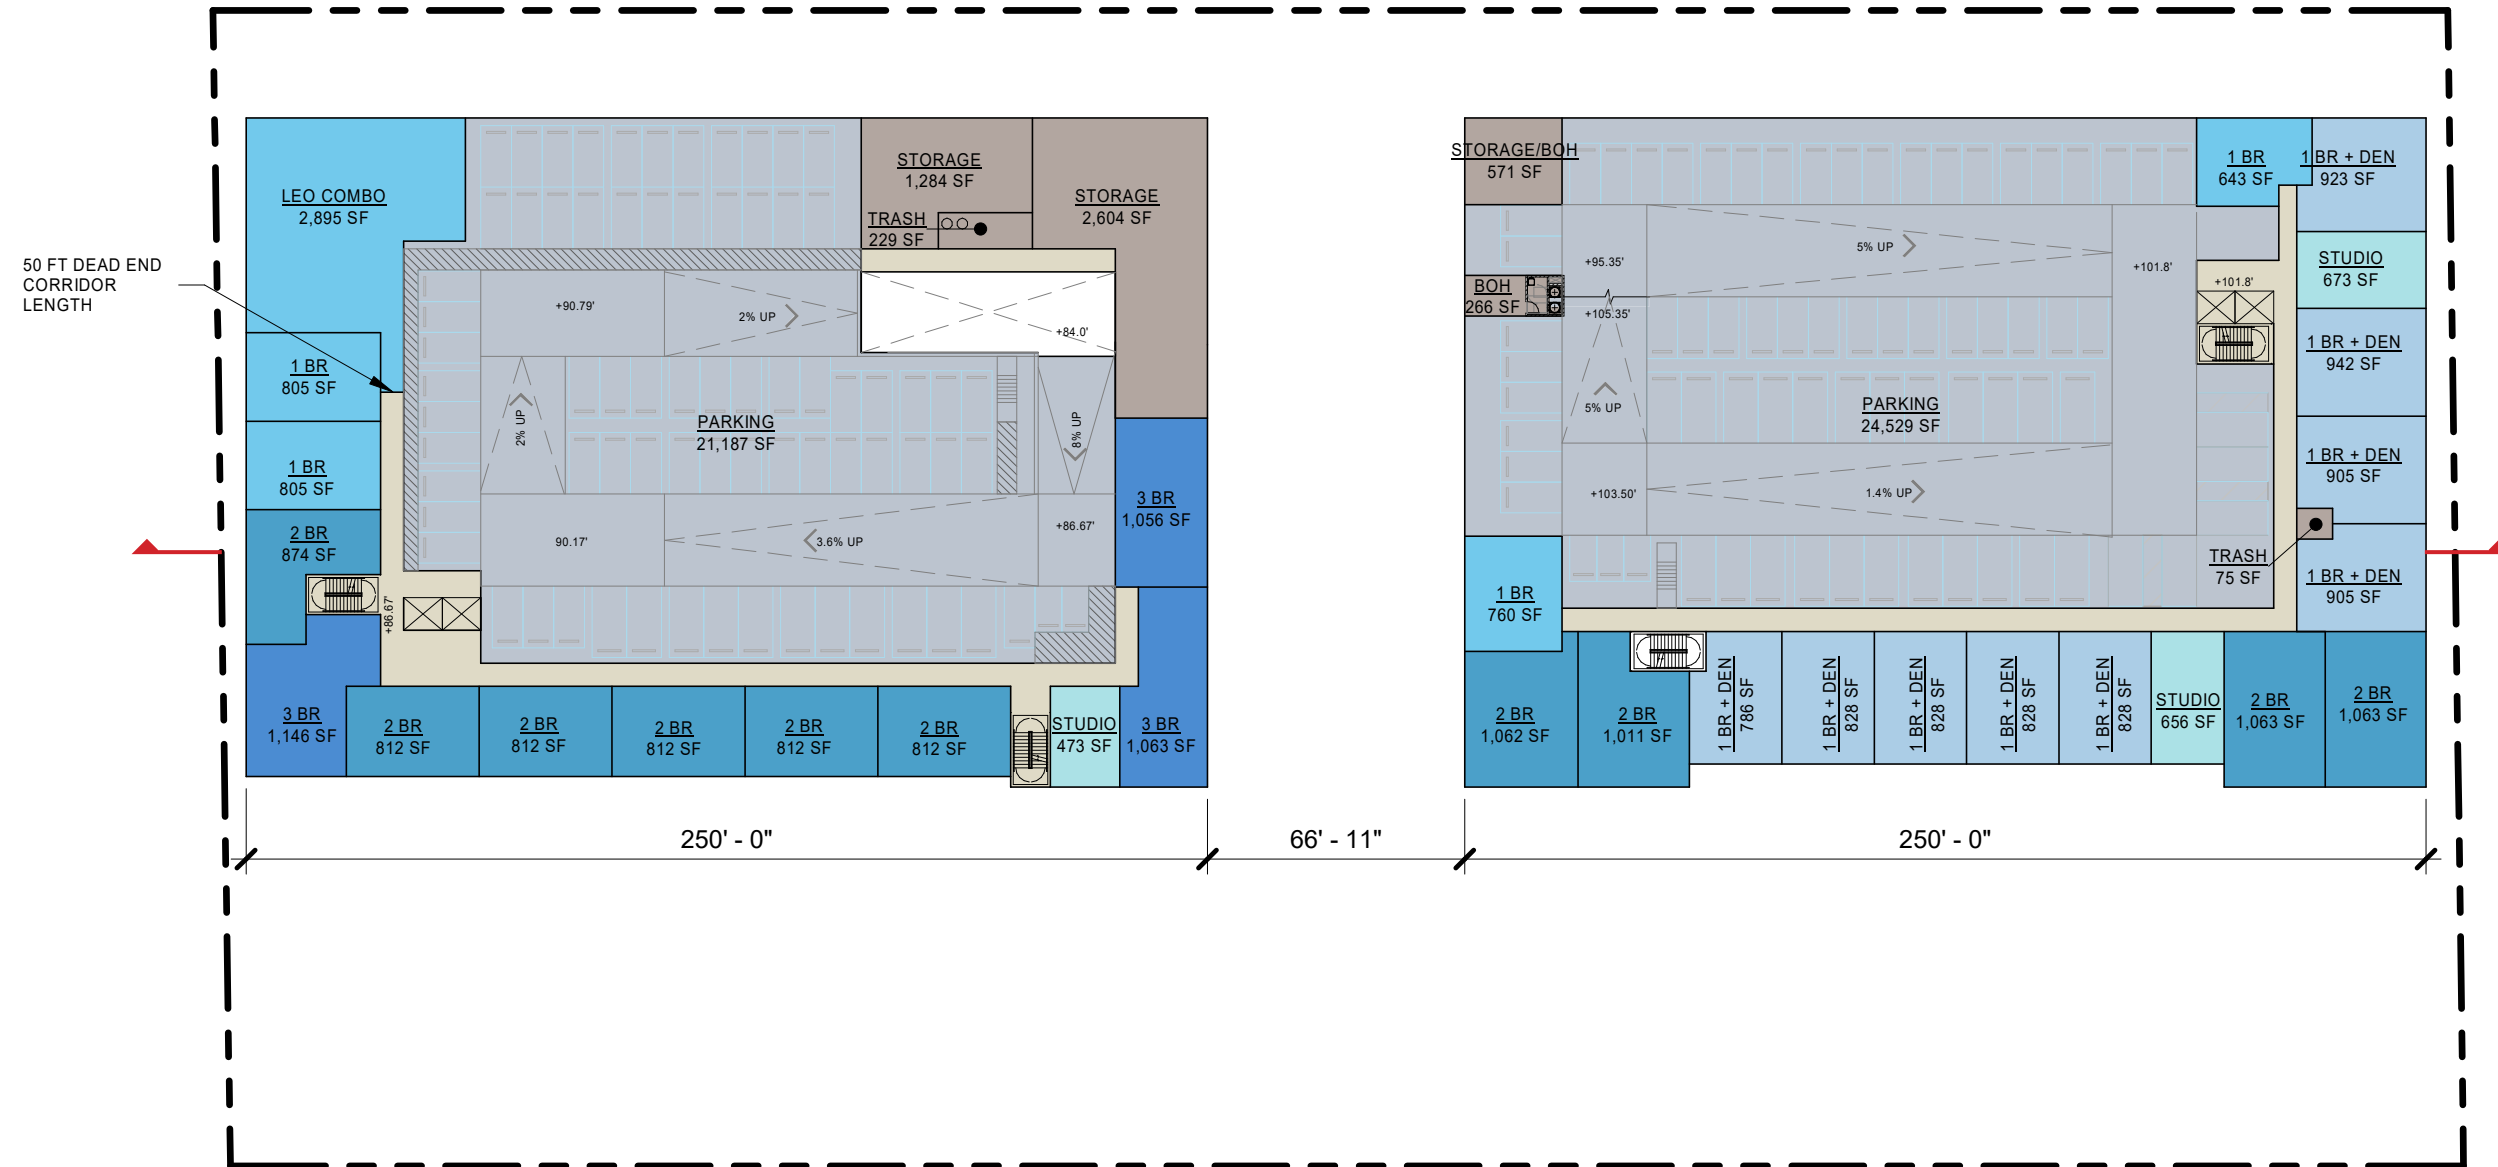 50 FT DEAD END
CORRIDOR
LENGTH
LEO COMBO
2,895 SF
STORAGE
1,284 SF
STORAGE
2,604 SF
TRASH
229 SF
+90.79'
2% UP
+84.0'
1 BR
805 SF
2% UP
PARKING
21,187 SF
8% UP
1 BR
805 SF
3 BR
1,056 SF
2 BR
874 SF
90.17'
3.6% UP
+86.67'
+86.67'
3 BR
1,146 SF
2 BR
812 SF
2 BR
812 SF
2 BR
812 SF
2 BR
812 SF
2 BR
812 SF
STUDIO
473 SF
3 BR
1,063 SF
STORAGE/BOH
571 SF
1 BR
643 SF
1 BR + DEN
923 SF
5% UP
+95.35'
+101.8'
STUDIO
673 SF
+101.8'
BOH
266 SF
+105.35'
1 BR + DEN
942 SF
5% UP
PARKING
24,529 SF
1 BR + DEN
905 SF
+103.50'
1.4% UP
TRASH
75 SF
1 BR + DEN
905 SF
1 BR
760 SF
2 BR
1,062 SF
2 BR
1,011 SF
1 BR + DEN
786 SF
1 BR + DEN
828 SF
1 BR + DEN
828 SF
1 BR + DEN
828 SF
1 BR + DEN
828 SF
STUDIO
656 SF
2 BR
1,063 SF
2 BR
1,063 SF
250' - 0"
66' - 11"
250' - 0"